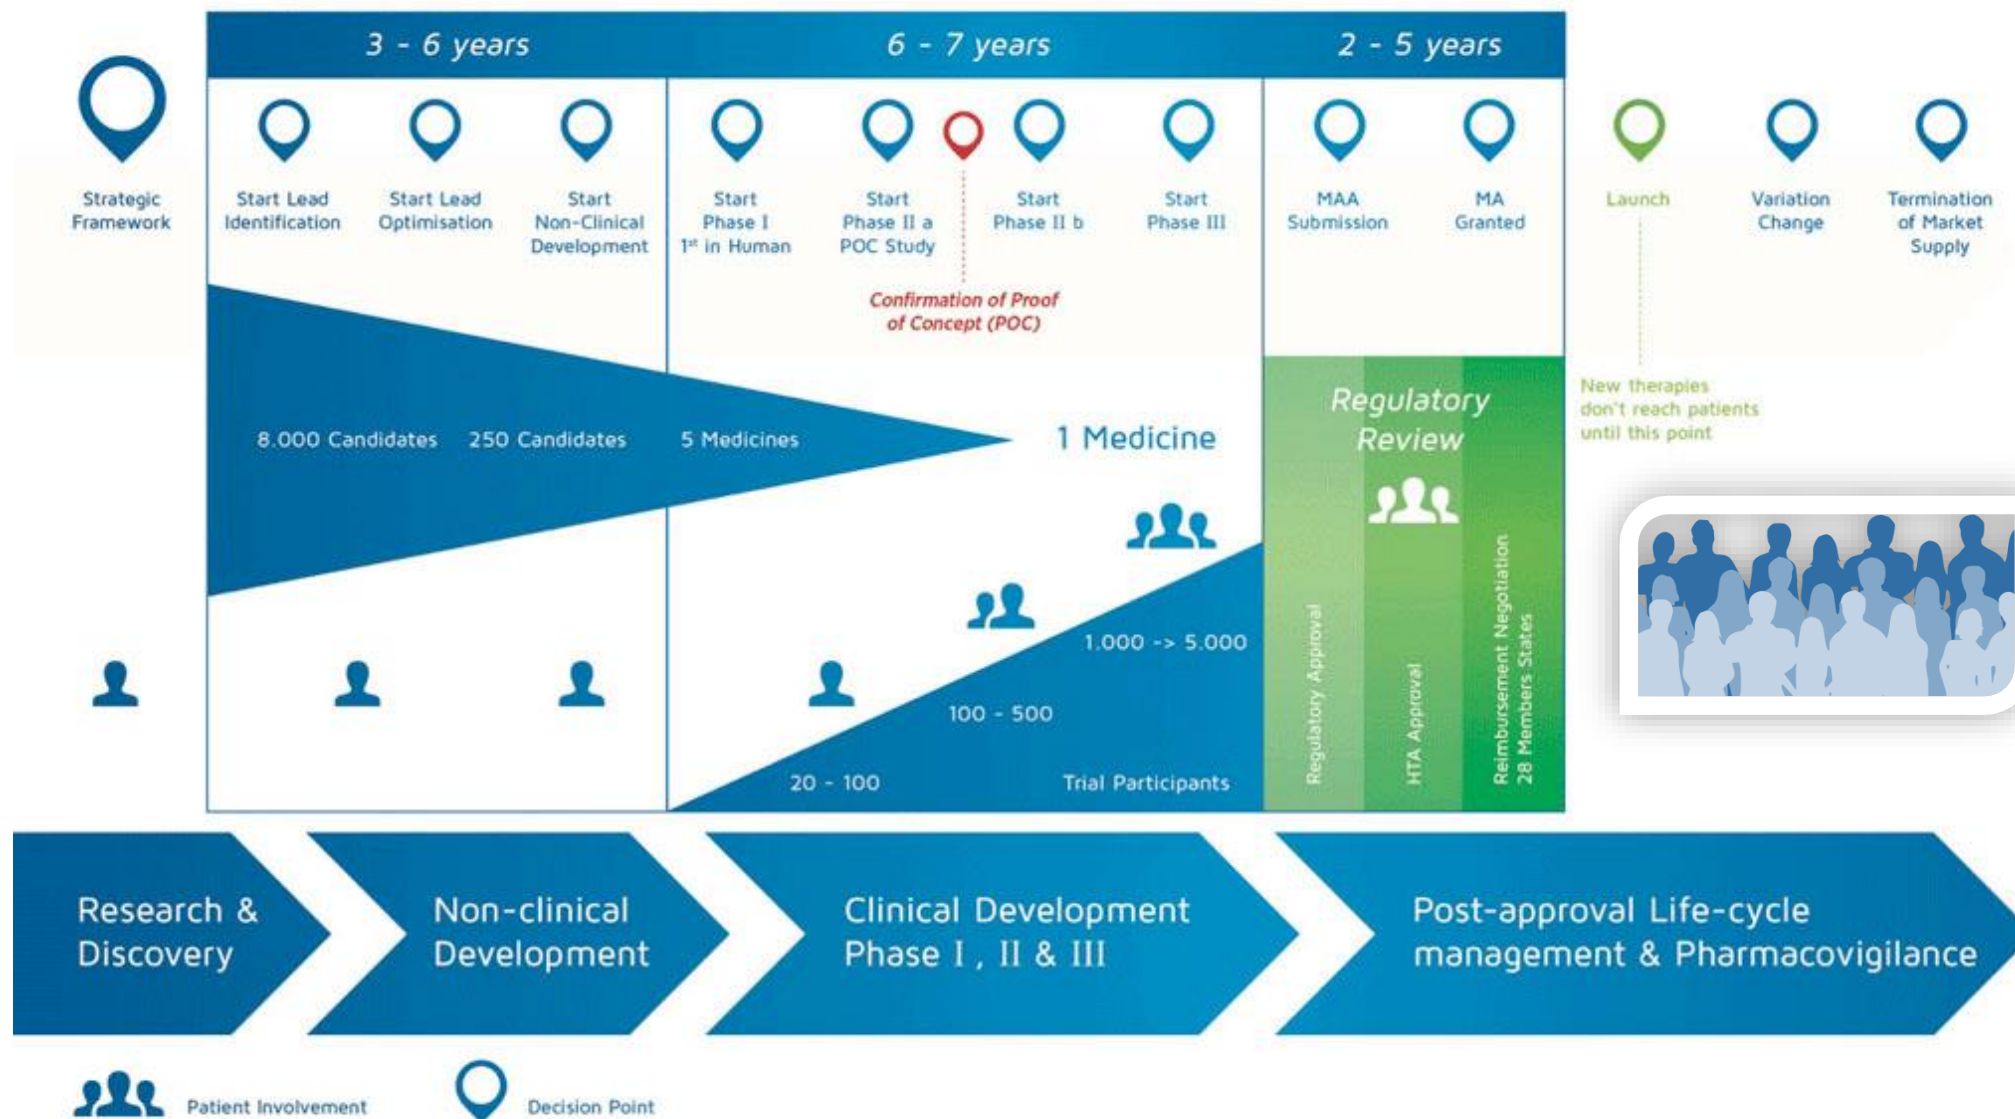 3 - 6 years
6 - 7 years
2 - 5 years
Strategic
Framework
Start Lead
Identification
Start Lead
Optimisation
Start
Non-Clinical
Development
Start
Phase I
1st in Human
Start
Phase II a
POC Study
Start
Phase II b
Start
Phase III
MAA
Submission
MA
Granted
Launch
Variation
Change
Termination
of Market
Supply
Confirmation of Proof
of Concept (POC)
8.000 Candidates
250 Candidates
5 Medicines
1 Medicine
Regulatory
Review
New therapies
don't reach patients
until this point
1.000 -> 5.000
100 - 500
20 - 100
Trial Participants
Regulatory Approval
HTA Approval
Reimbursement Negotiation
28 Members States
Research &
Discovery
Non-clinical
Development
Clinical Development
Phase I , II & III
Post-approval Life-cycle
management & Pharmacovigilance
Patient Involvement
Decision Point